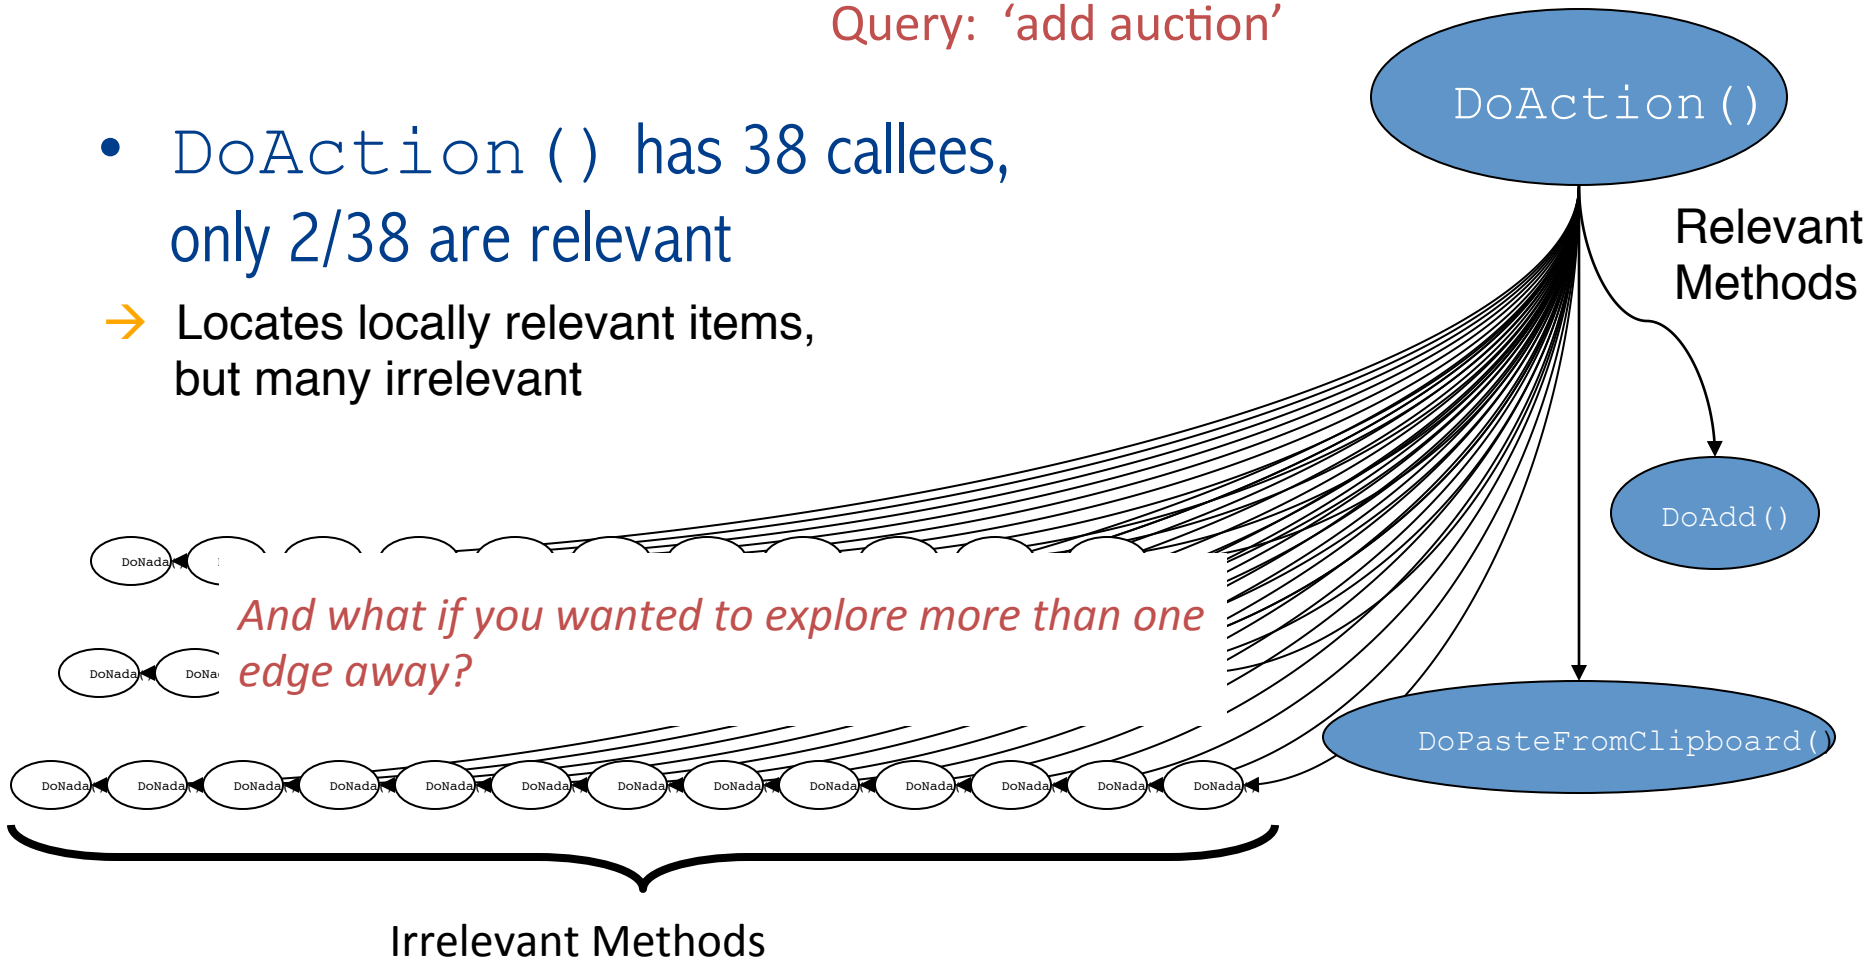 Query: ‘add auction’
DoAction()
• DoAction() has 38 callees,
only 2/38 are relevant
→ Locates locally relevant items,
but many irrelevant
Relevant
Methods
DoAdd()
DoNada()
And what if you wanted to explore more than one
edge away?
DoNada()
DoPasteFromClipboard()
DoNada() DoNada() DoNada() DoNada() DoNada() DoNada() DoNada() DoNada() DoNada() DoNada() DoNada() DoNada() DoNada()
Irrelevant Methods